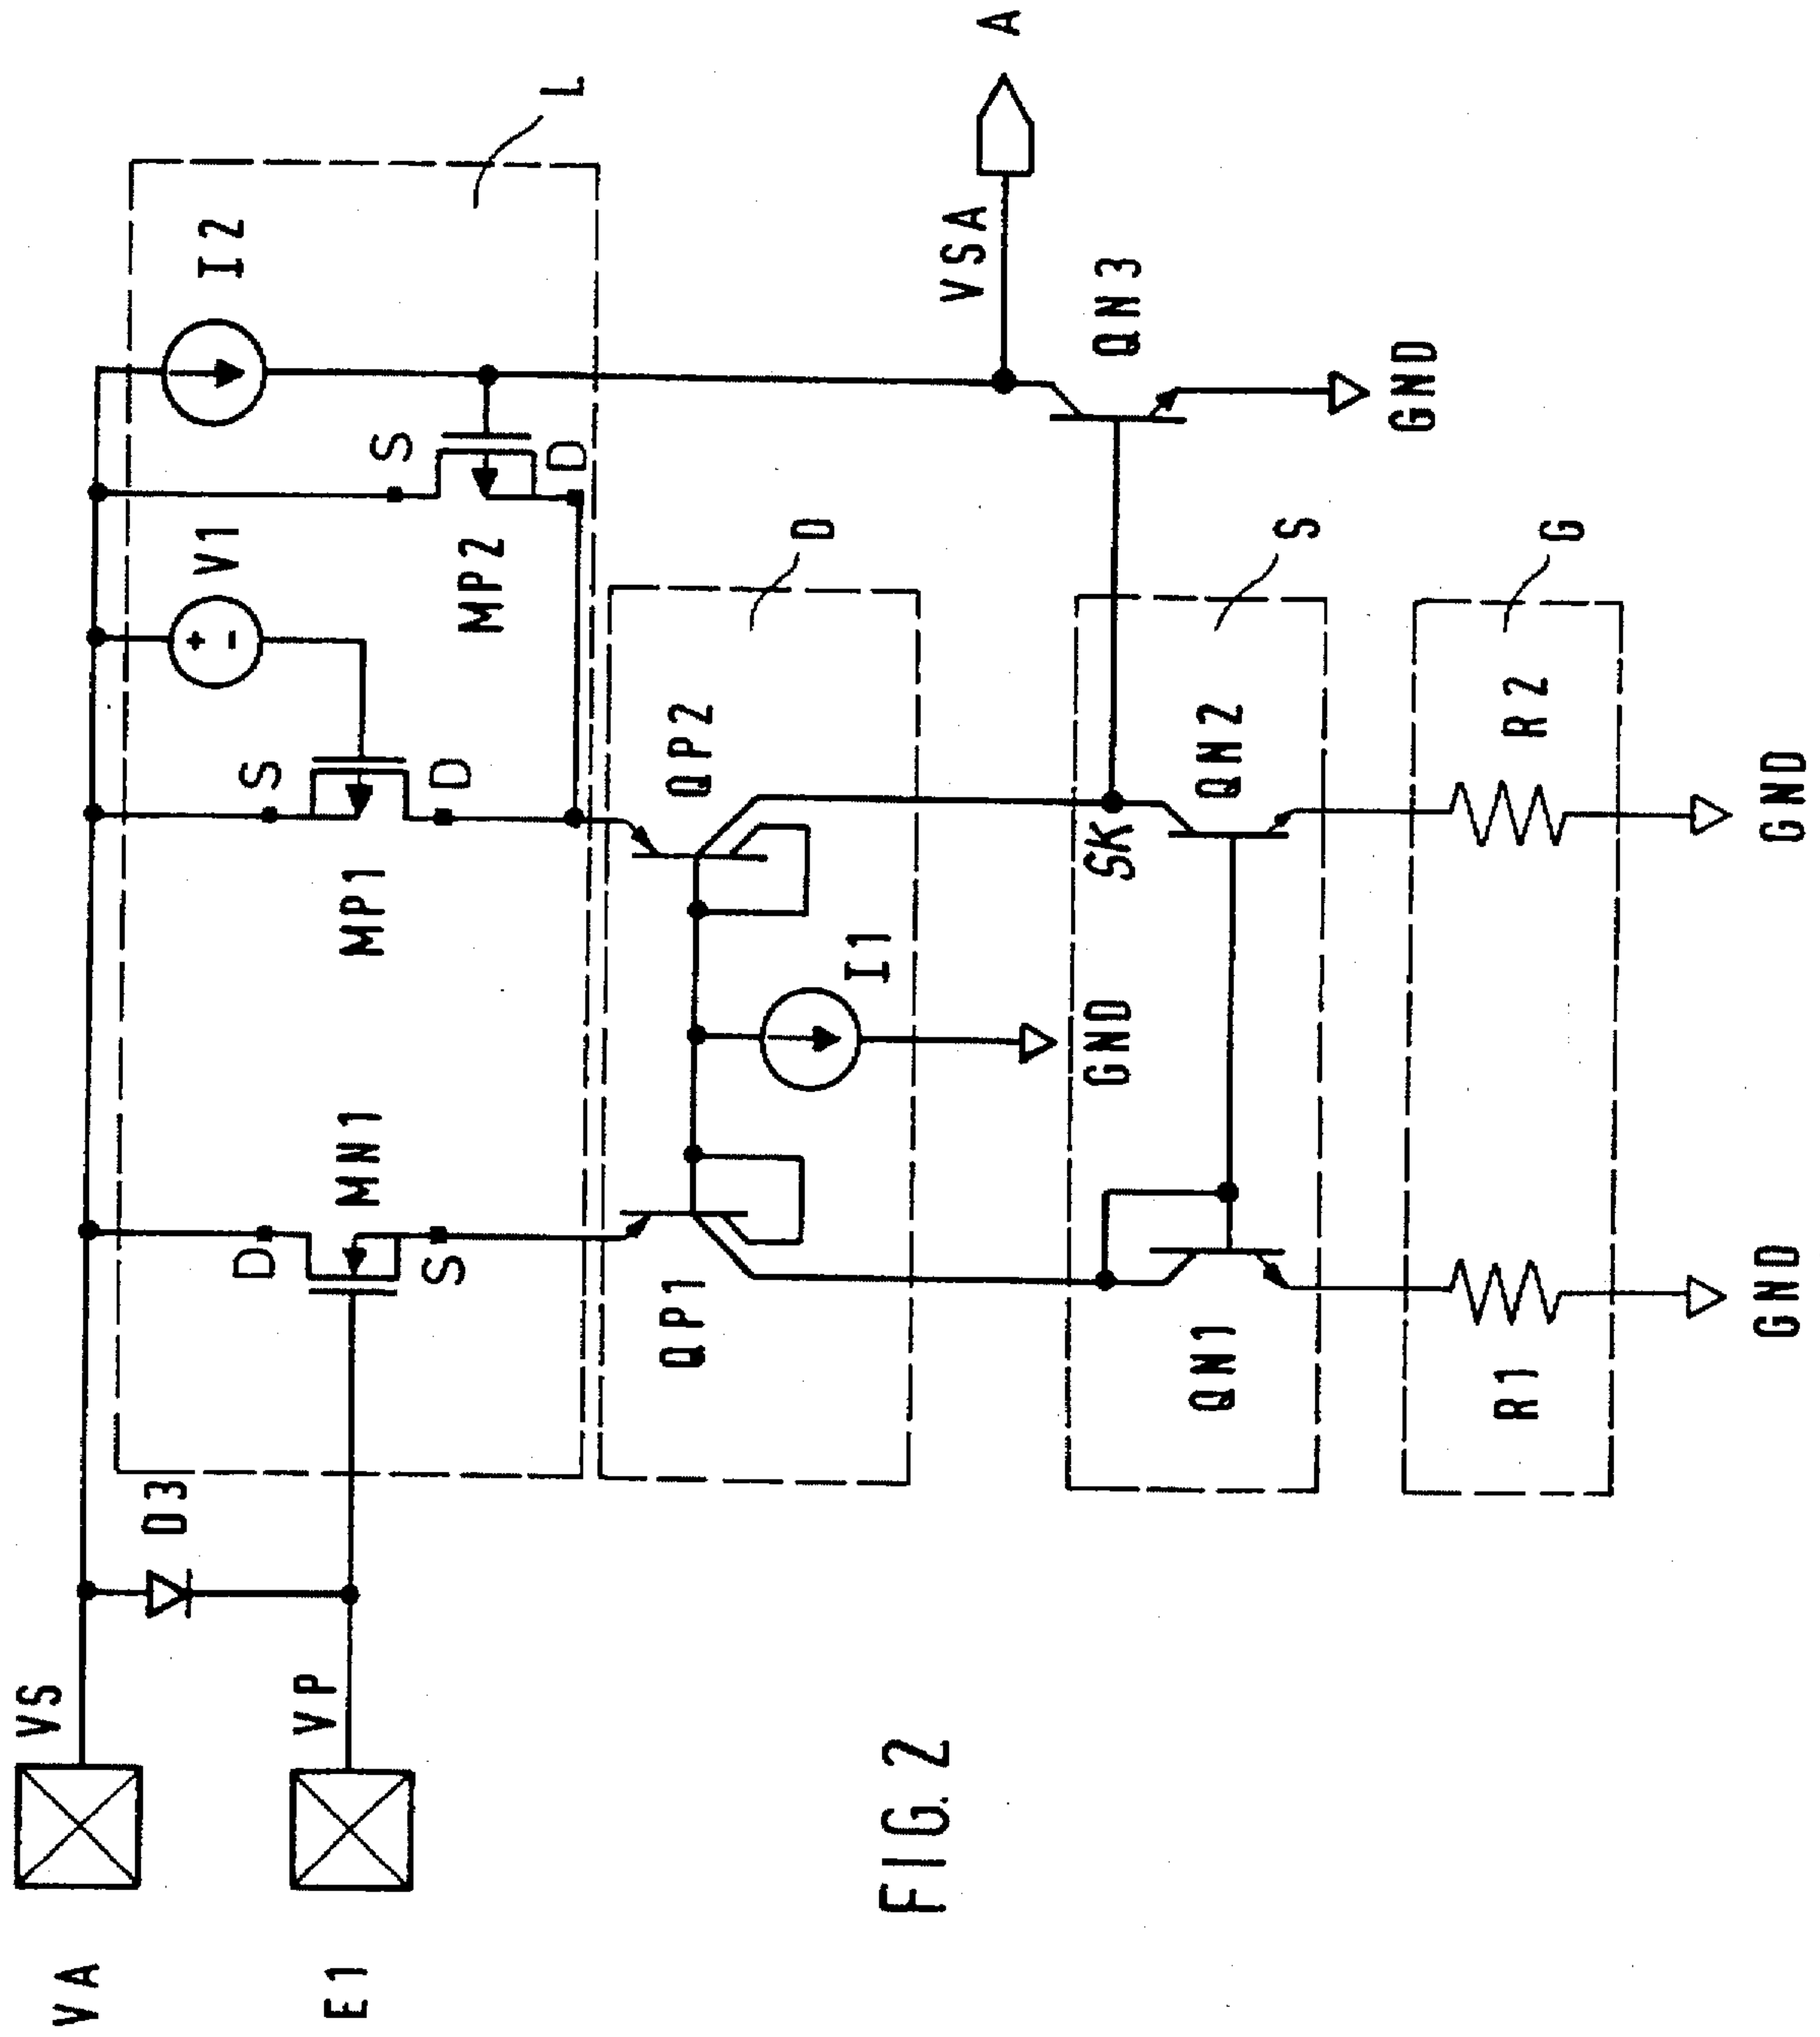 VA
VS
E1
VP
D3
L
MN1
D
S
MP1
S
D
V1
MP2
S
D
I2
D
QP1
QP2
I1
GND
VSA
A
S
SK
QN1
QN2
QN3
GND
G
R1
R2
GND
GND
FIG. 2